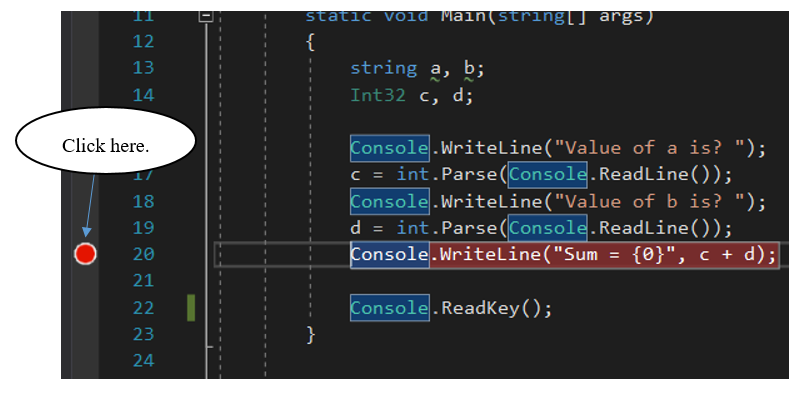 11 static void Main(string[] args)
12 {
13 string a, b;
14 Int32 c, d;
Click here.
Console.WriteLine("Value of a is? ");
17 c = int.Parse(Console.ReadLine());
18 Console.WriteLine("Value of b is? ");
19 d = int.Parse(Console.ReadLine());
20 Console.WriteLine("Sum = {0}", c + d);
21
22 Console.ReadKey();
23 }
24